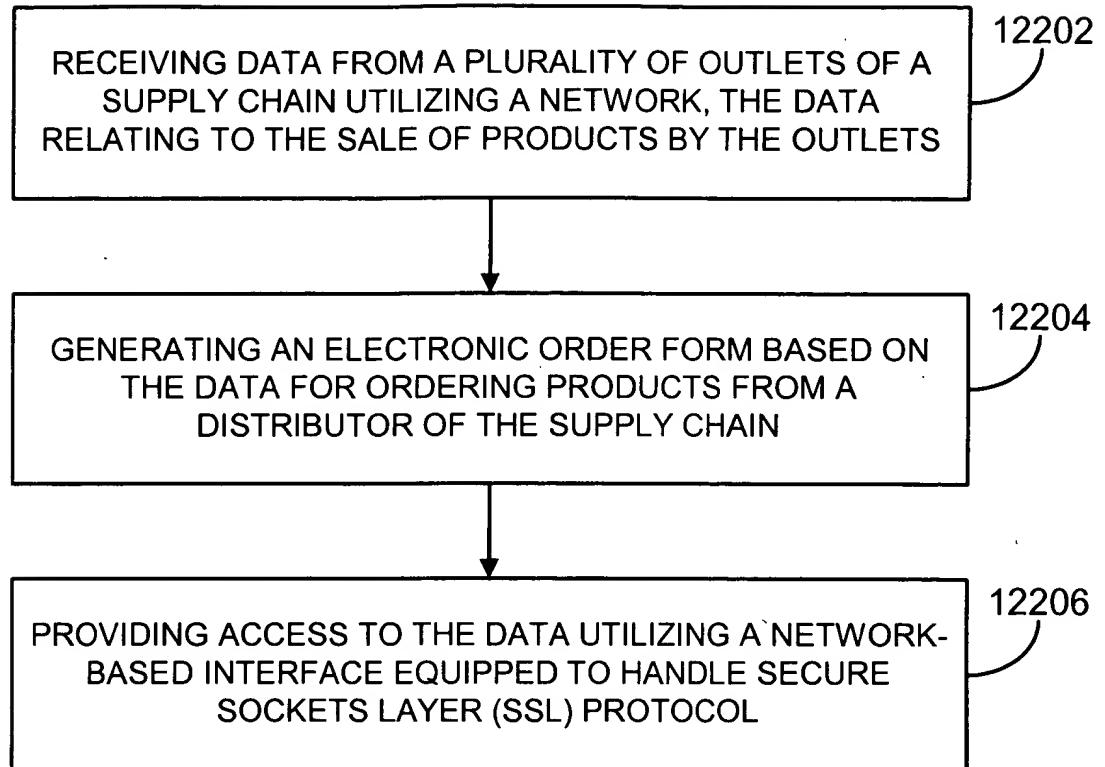 12202
RECEIVING DATA FROM A PLURALITY OF OUTLETS OF A
SUPPLY CHAIN UTILIZING A NETWORK, THE DATA
RELATING TO THE SALE OF PRODUCTS BY THE OUTLETS
12204
GENERATING AN ELECTRONIC ORDER FORM BASED ON
THE DATA FOR ORDERING PRODUCTS FROM A
DISTRIBUTOR OF THE SUPPLY CHAIN
12206
PROVIDING ACCESS TO THE DATA UTILIZING A NETWORK-
BASED INTERFACE EQUIPPED TO HANDLE SECURE
SOCKETS LAYER (SSL) PROTOCOL